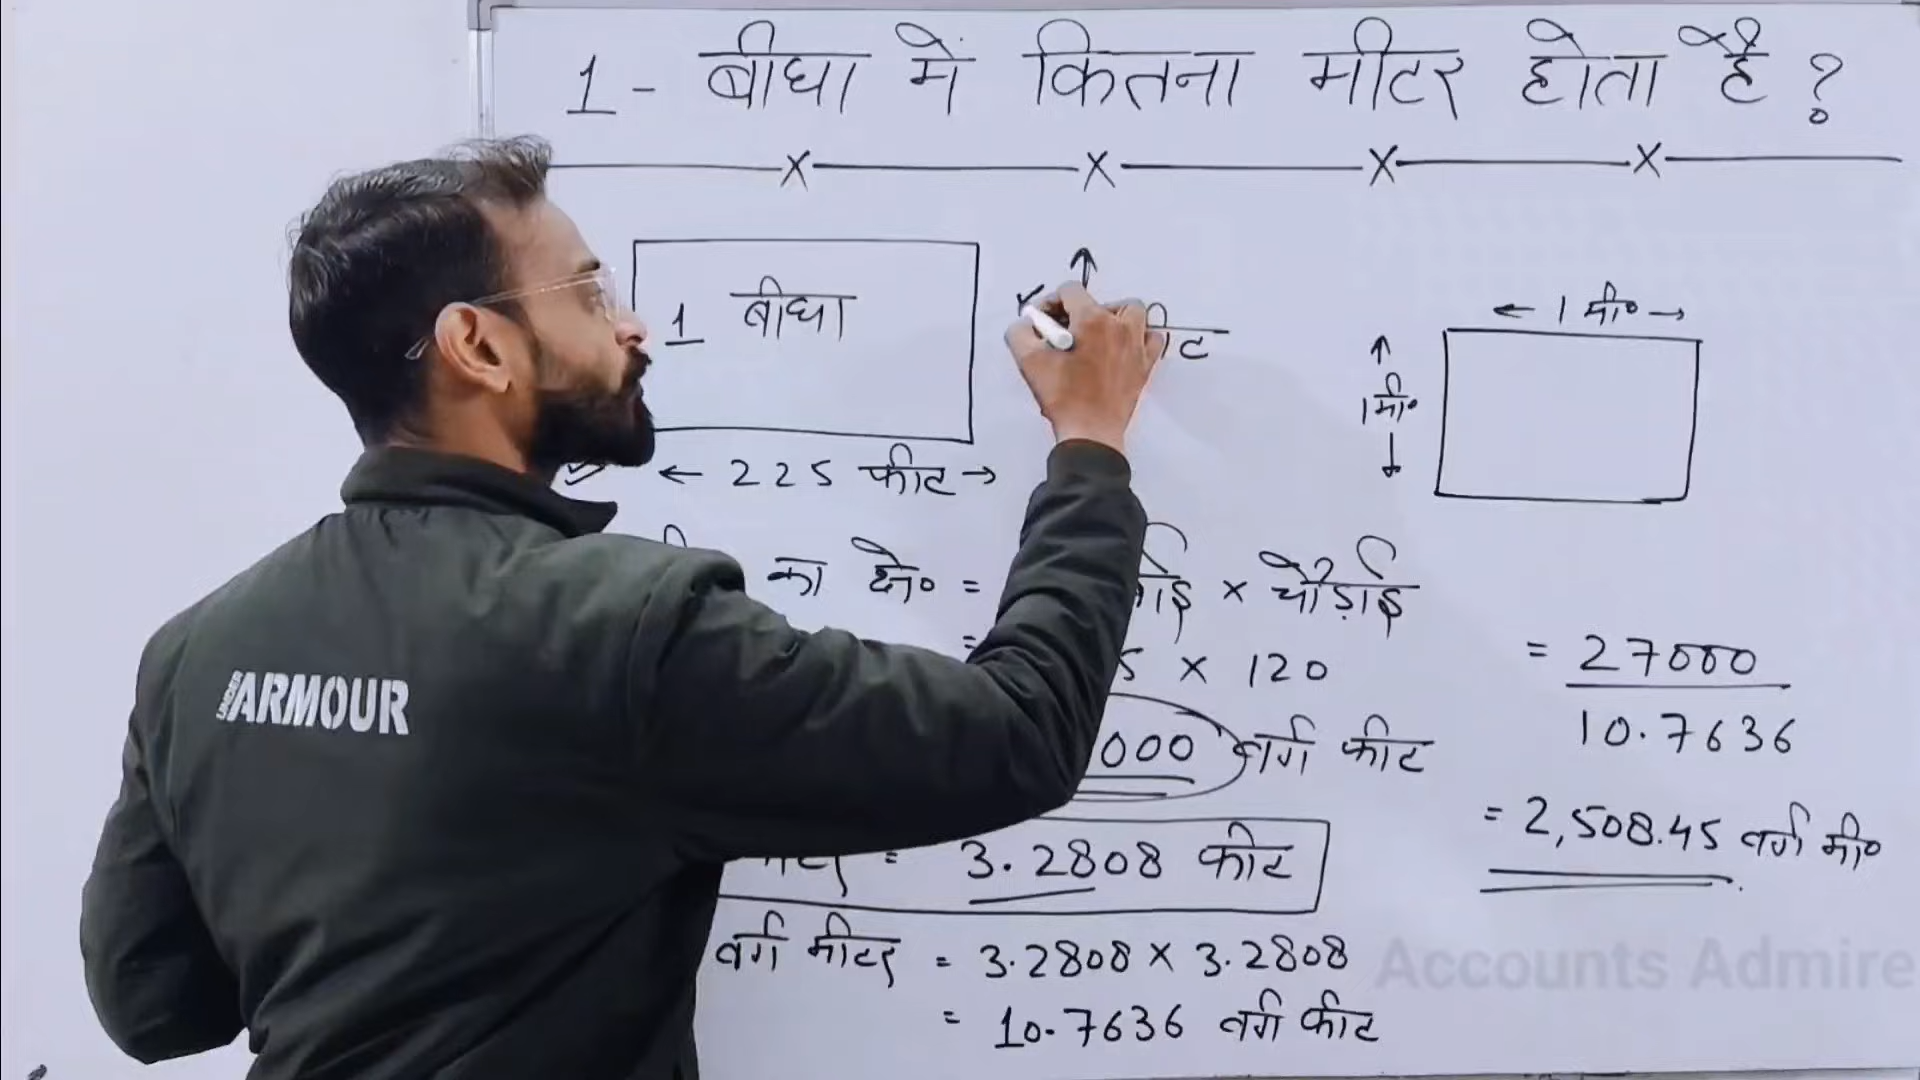 1 - बीघा में कितना मीटर होता है ?
1 बीघा
← 1 मी० →
1 मी०
← 225 फीट →
का क्षे० = × चौड़ाई
= × 120
वर्ग फीट
= 27000
10.7636
= 2,508.45 वर्ग मी०
= 3.2808 फीट
वर्ग मीटर = 3.2808 × 3.2808
= 10.7636 वर्ग फीट
UNDER ARMOUR
Accounts Admire